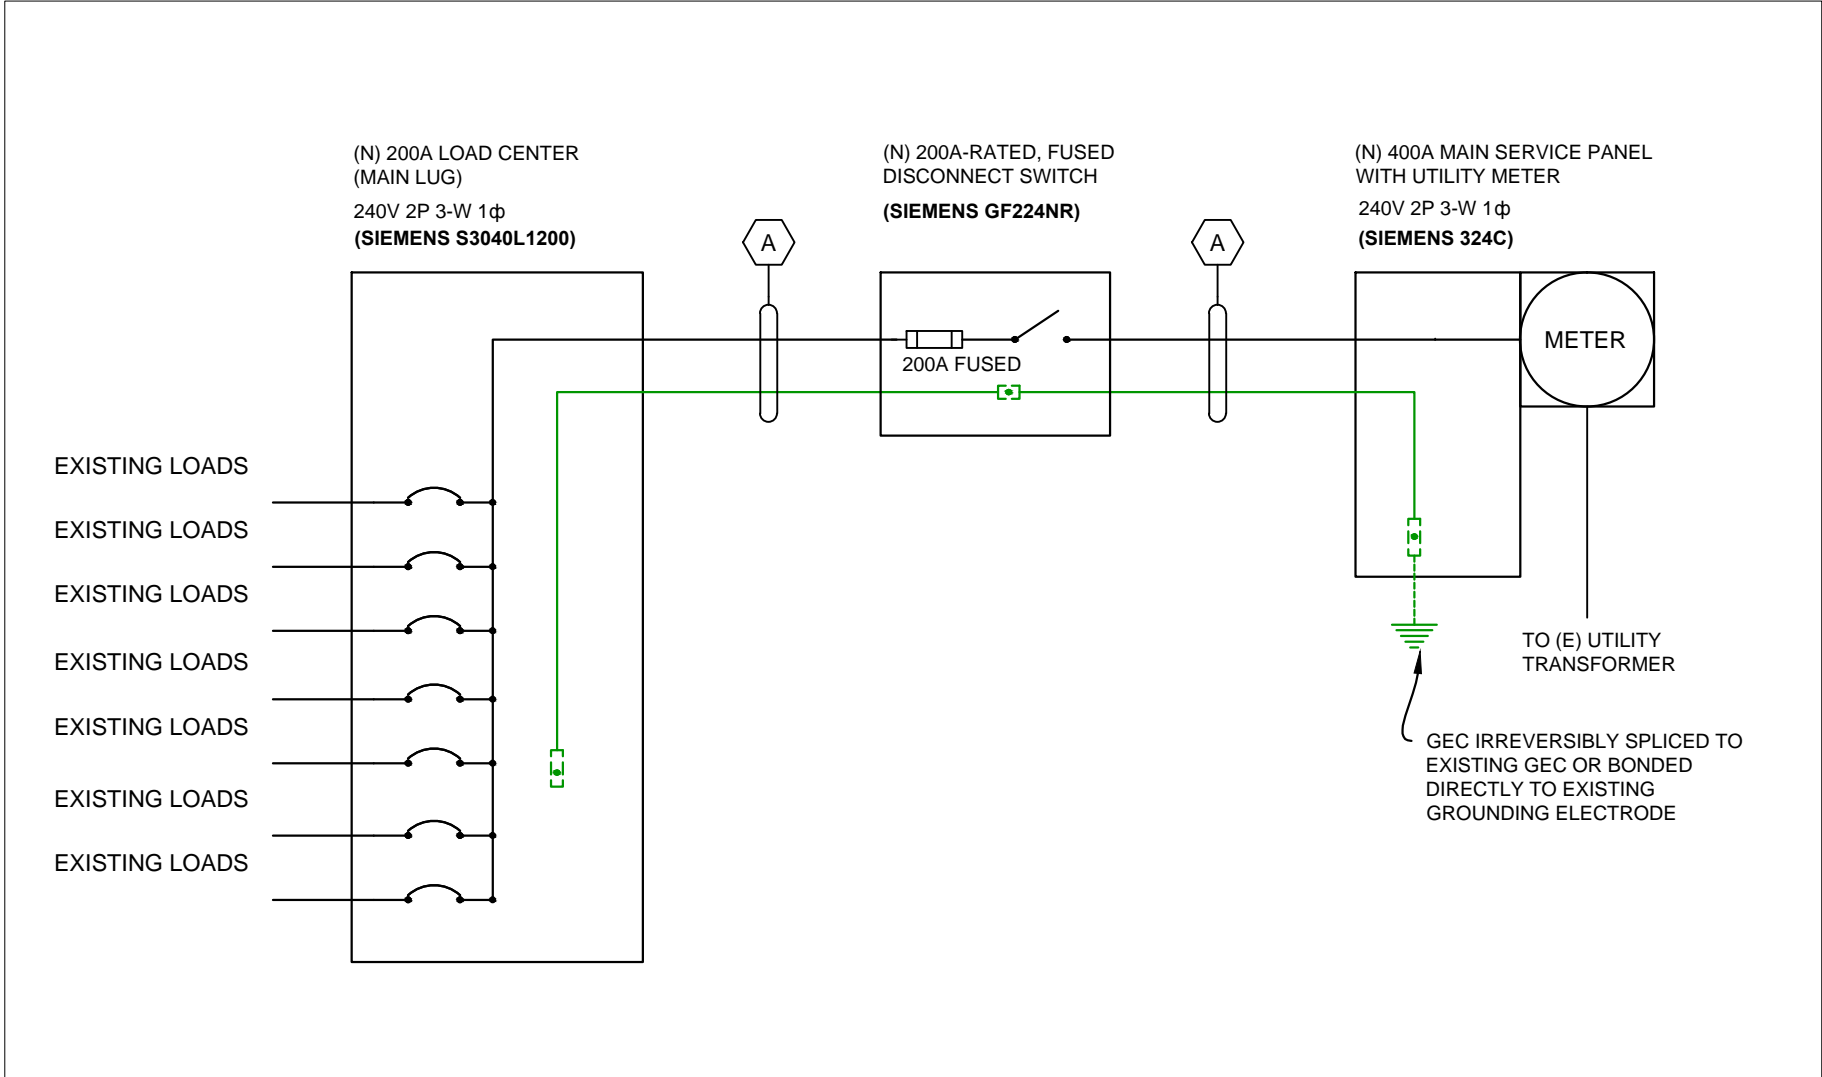 (N) 200A LOAD CENTER
(MAIN LUG)
240V 2P 3-W 1ф
(SIEMENS S3040L1200)
(N) 200A-RATED, FUSED
DISCONNECT SWITCH
(SIEMENS GF224NR)
(N) 400A MAIN SERVICE PANEL
WITH UTILITY METER
240V 2P 3-W 1ф
(SIEMENS 324C)
A
A
METER
200A FUSED
EXISTING LOADS
EXISTING LOADS
EXISTING LOADS
EXISTING LOADS
EXISTING LOADS
EXISTING LOADS
EXISTING LOADS
TO (E) UTILITY
TRANSFORMER
GEC IRREVERSIBLY SPLICED TO
EXISTING GEC OR BONDED
DIRECTLY TO EXISTING
GROUNDING ELECTRODE